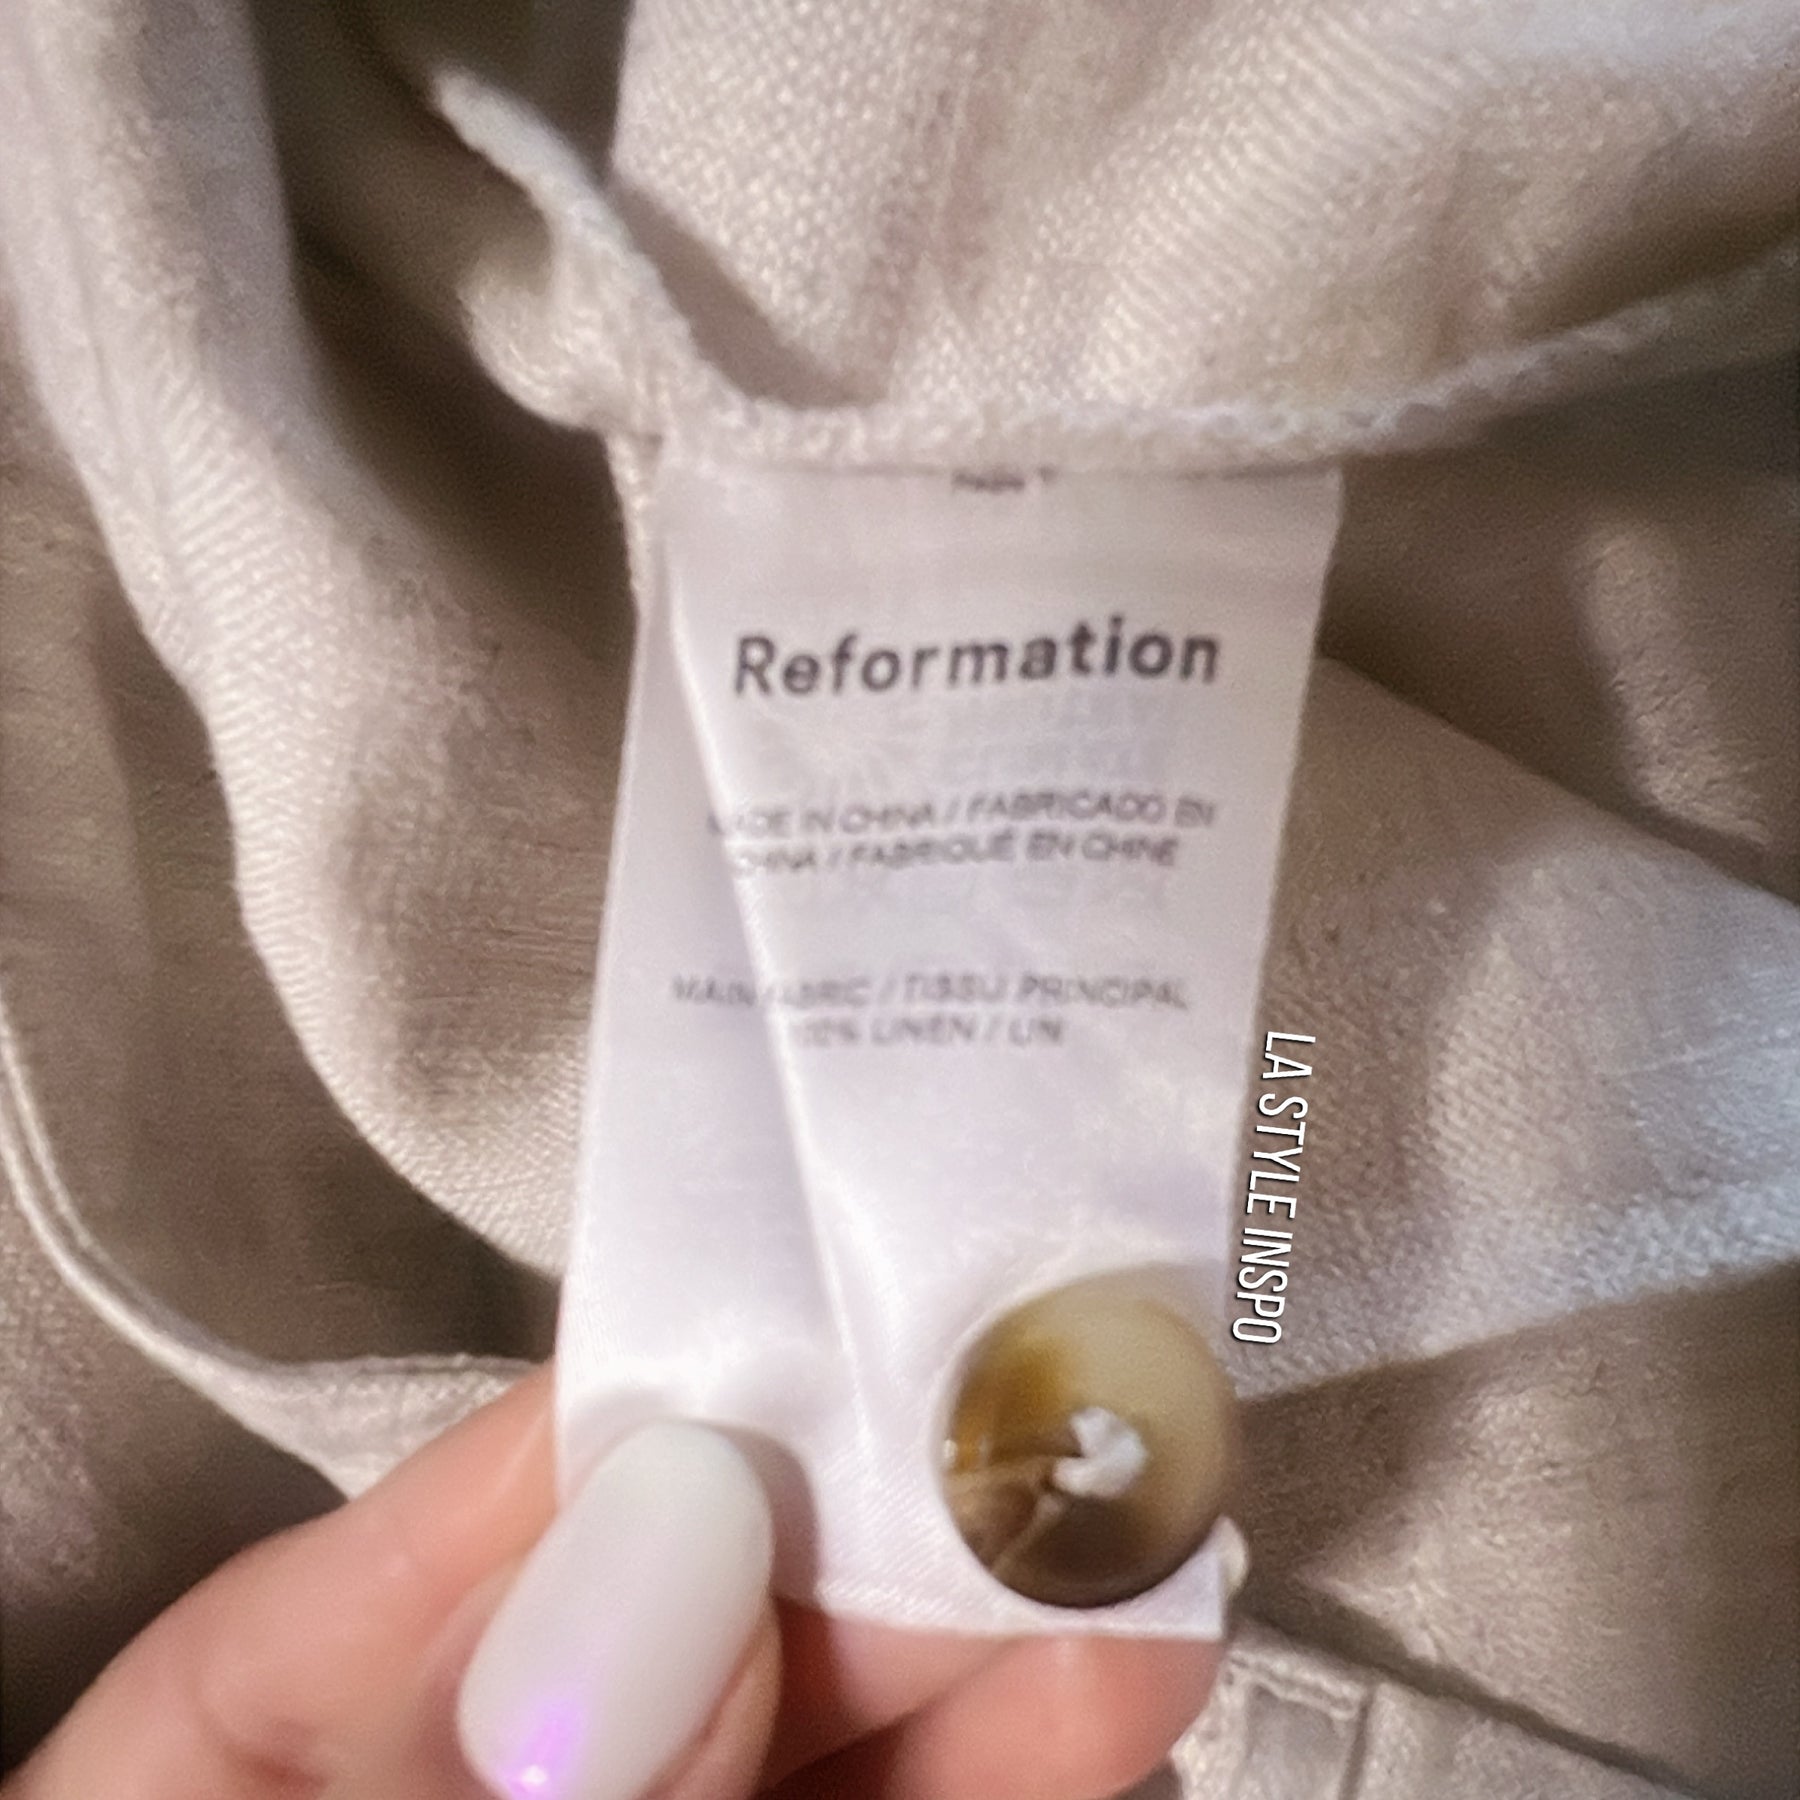 Reformation
MADE IN CHINA / FABRICADO EN
CHINA / FABRIQUÉ EN CHINE
MAIN FABRIC / TISSU PRINCIPAL
100% LINEN / LIN
LA STYLE INSPO